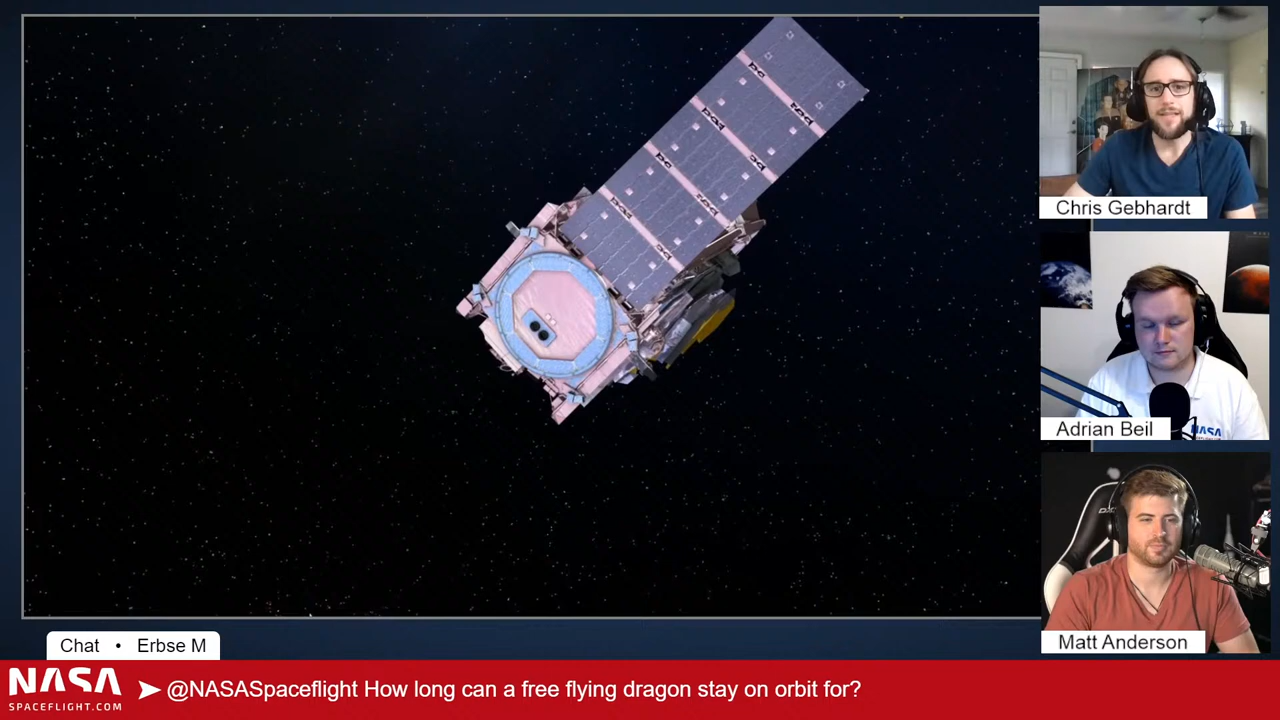 Chris Gebhardt
Adrian Beil
NASA
Matt Anderson
Chat • Erbse M
NASA
SPACEFLIGHT.COM
@NASASpaceflight How long can a free flying dragon stay on orbit for?